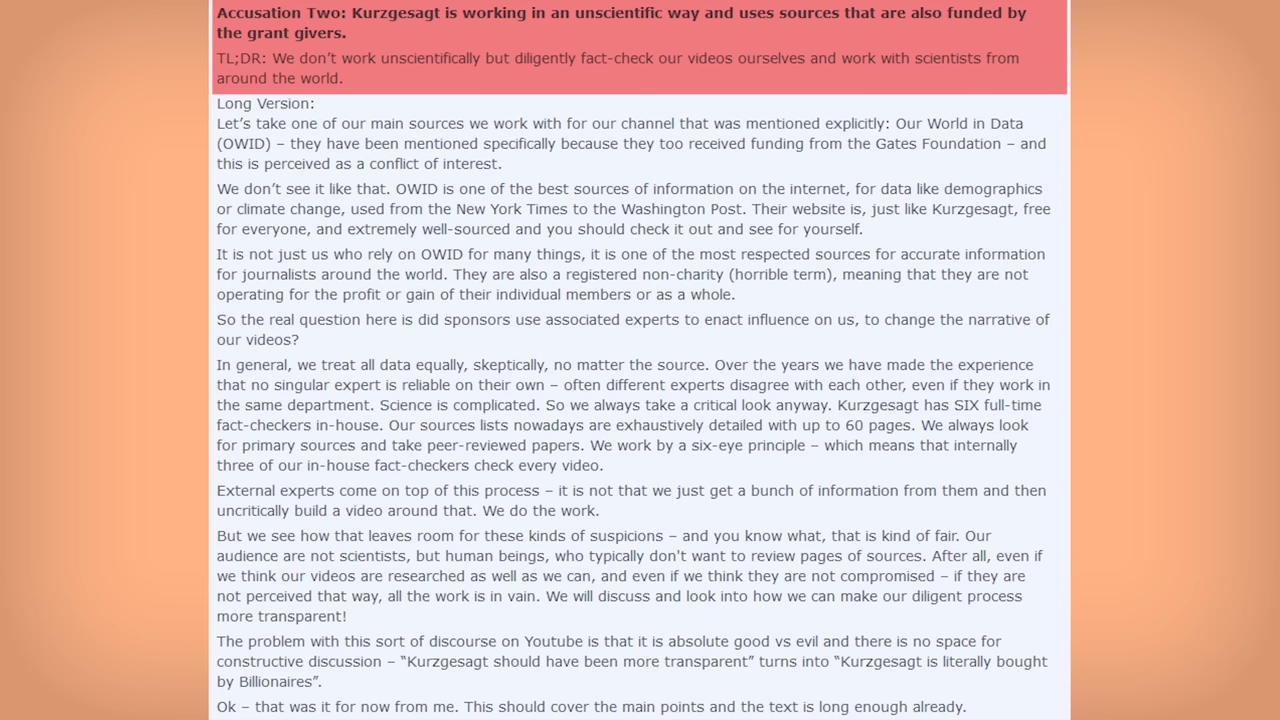 Accusation Two: Kurzgesagt is working in an unscientific way and uses sources that are also funded by
the grant givers.
TL;DR: We don’t work unscientifically but diligently fact-check our videos ourselves and work with scientists from
around the world.
Long Version:
Let’s take one of our main sources we work with for our channel that was mentioned explicitly: Our World in Data
(OWID) – they have been mentioned specifically because they too received funding from the Gates Foundation – and
this is perceived as a conflict of interest.
We don’t see it like that. OWID is one of the best sources of information on the internet, for data like demographics
or climate change, used from the New York Times to the Washington Post. Their website is, just like Kurzgesagt, free
for everyone, and extremely well-sourced and you should check it out and see for yourself.
It is not just us who rely on OWID for many things, it is one of the most respected sources for accurate information
for journalists around the world. They are also a registered non-charity (horrible term), meaning that they are not
operating for the profit or gain of their individual members or as a whole.
So the real question here is did sponsors use associated experts to enact influence on us, to change the narrative of
our videos?
In general, we treat all data equally, skeptically, no matter the source. Over the years we have made the experience
that no singular expert is reliable on their own – often different experts disagree with each other, even if they work in
the same department. Science is complicated. So we always take a critical look anyway. Kurzgesagt has SIX full-time
fact-checkers in-house. Our sources lists nowadays are exhaustively detailed with up to 60 pages. We always look
for primary sources and take peer-reviewed papers. We work by a six-eye principle – which means that internally
three of our in-house fact-checkers check every video.
External experts come on top of this process – it is not that we just get a bunch of information from them and then
uncritically build a video around that. We do the work.
But we see how that leaves room for these kinds of suspicions – and you know what, that is kind of fair. Our
audience are not scientists, but human beings, who typically don't want to review pages of sources. After all, even if
we think our videos are researched as well as we can, and even if we think they are not compromised – if they are
not perceived that way, all the work is in vain. We will discuss and look into how we can make our diligent process
more transparent!
The problem with this sort of discourse on Youtube is that it is absolute good vs evil and there is no space for
constructive discussion – “Kurzgesagt should have been more transparent” turns into “Kurzgesagt is literally bought
by Billionaires”.
Ok – that was it for now from me. This should cover the main points and the text is long enough already.